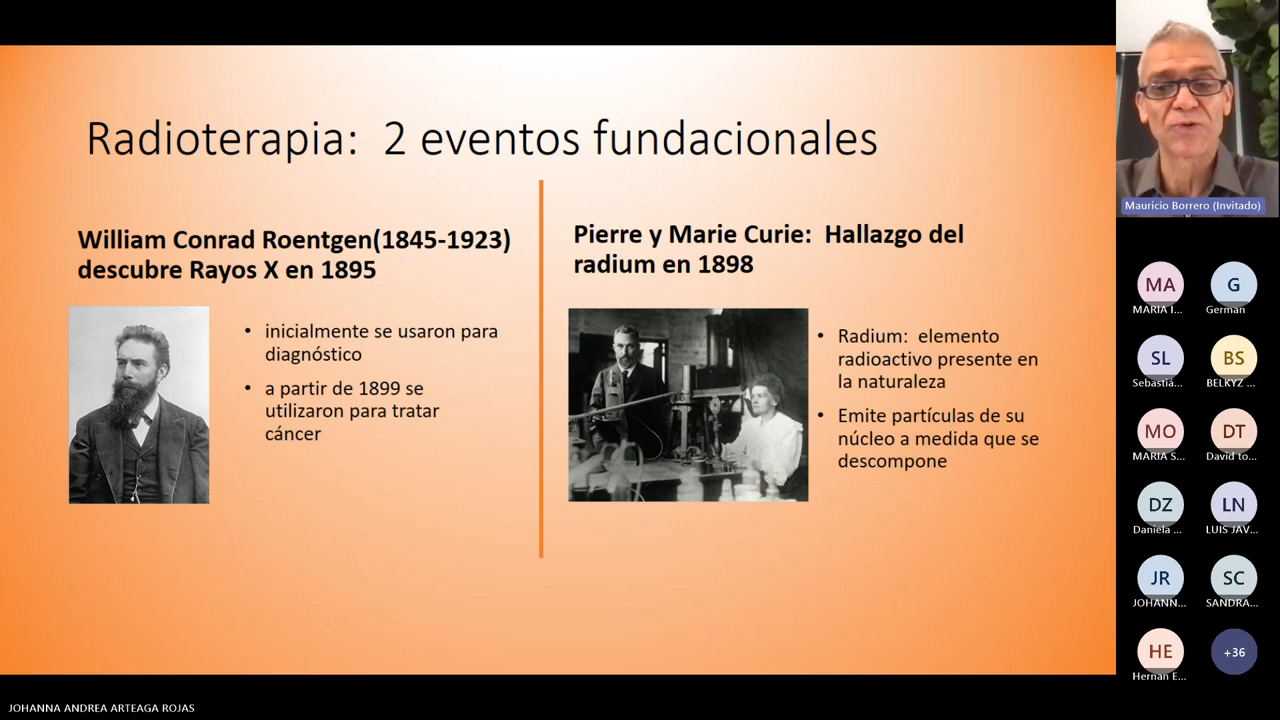 Radioterapia:  2 eventos fundacionales
William Conrad Roentgen(1845-1923)
descubre Rayos X en 1895
• inicialmente se usaron para
diagnóstico
• a partir de 1899 se
utilizaron para tratar
cáncer
Pierre y Marie Curie:  Hallazgo del
radium en 1898
• Radium:  elemento
radioactivo presente en
la naturaleza
• Emite partículas de su
núcleo a medida que se
descompone
Mauricio Borrero (Invitado)
MA
MARIA I...
G
German
SL
Sebastiá...
BS
BELKYZ ...
MO
MARIA S...
DT
David to...
DZ
Daniela ...
LN
LUIS JAV...
JR
JOHANN...
SC
SANDRA...
HE
Hernan E...
+36
JOHANNA ANDREA ARTEAGA ROJAS